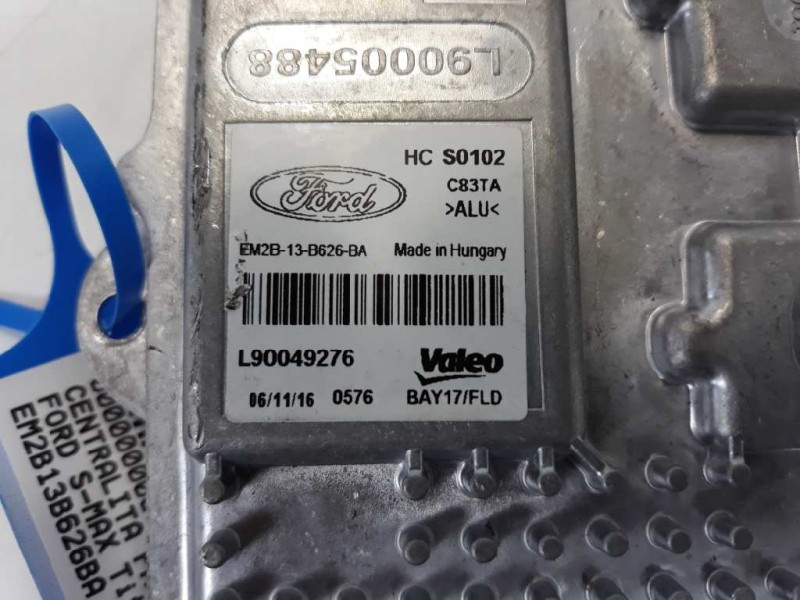 L90005488
HC S0102
Ford
C83TA
>ALU<
EM2B-13-B626-BA Made in Hungary
L90049276 Valeo
06/11/16 0576 BAY17/FLD
CENTRALITA
FORD S-MAX
EM2B13B626BA